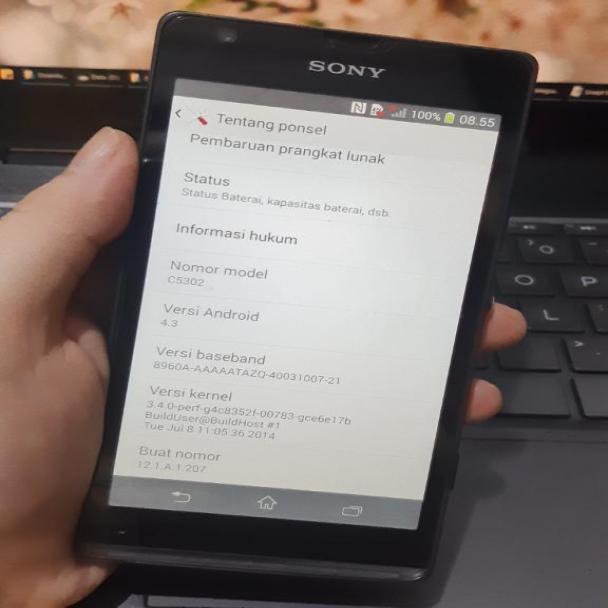 SONY
100% 08.55
Tentang ponsel
Pembaruan prangkat lunak
Status
Status Baterai, kapasitas baterai, dsb.
Informasi hukum
Nomor model
C5302
Versi Android
4.3
Versi baseband
8960A-AAAAATAZQ-40031007-21
Versi kernel
3.4.0-perf-g4c8352f-00783-gce6e17b
BuildUser@BuildHost #1
Tue Jul 8 11:05:36 2014
Buat nomor
12.1.A.1.207
O
P
L